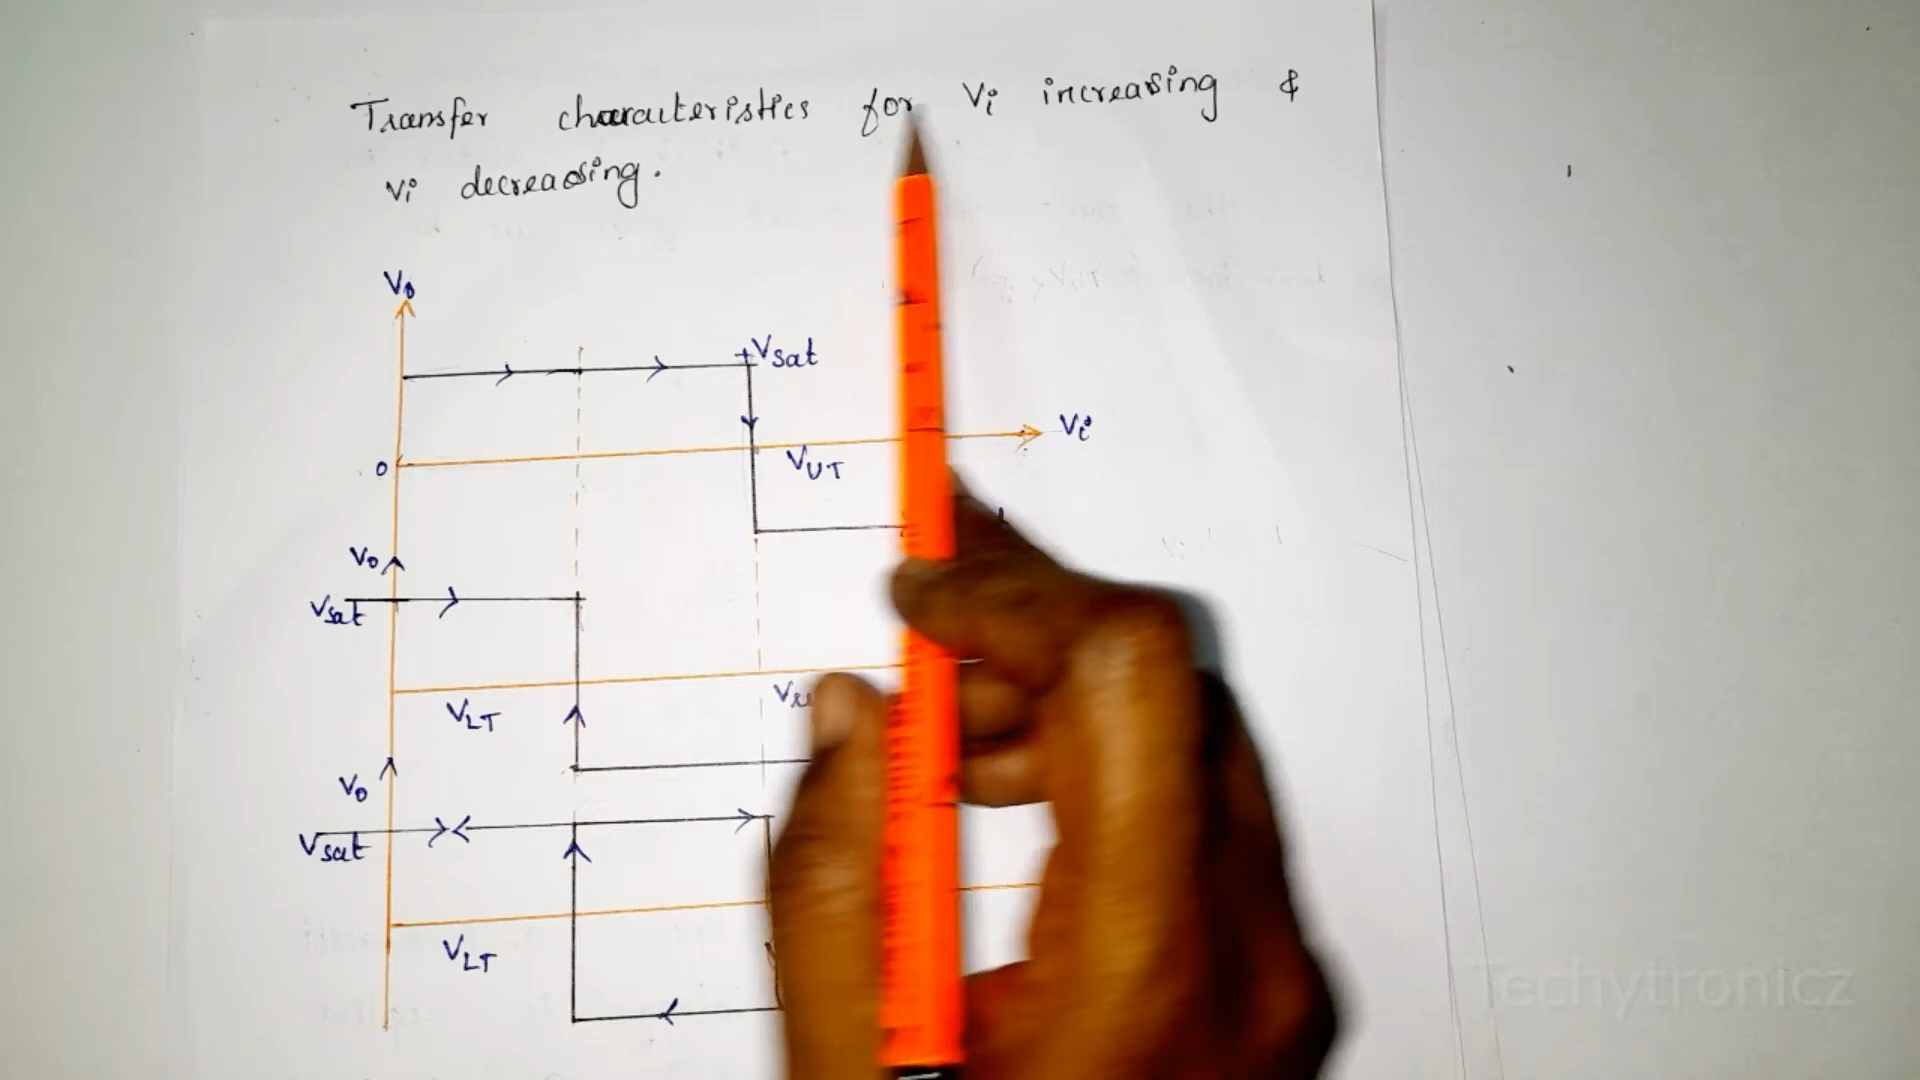 Transfer characteristics for Vi increasing &
Vi decreasing.
Vo
+Vsat
Vi
0
VUT
Vo
Vsat
VLT
Vo
Vsat
VLT
Techytronicz